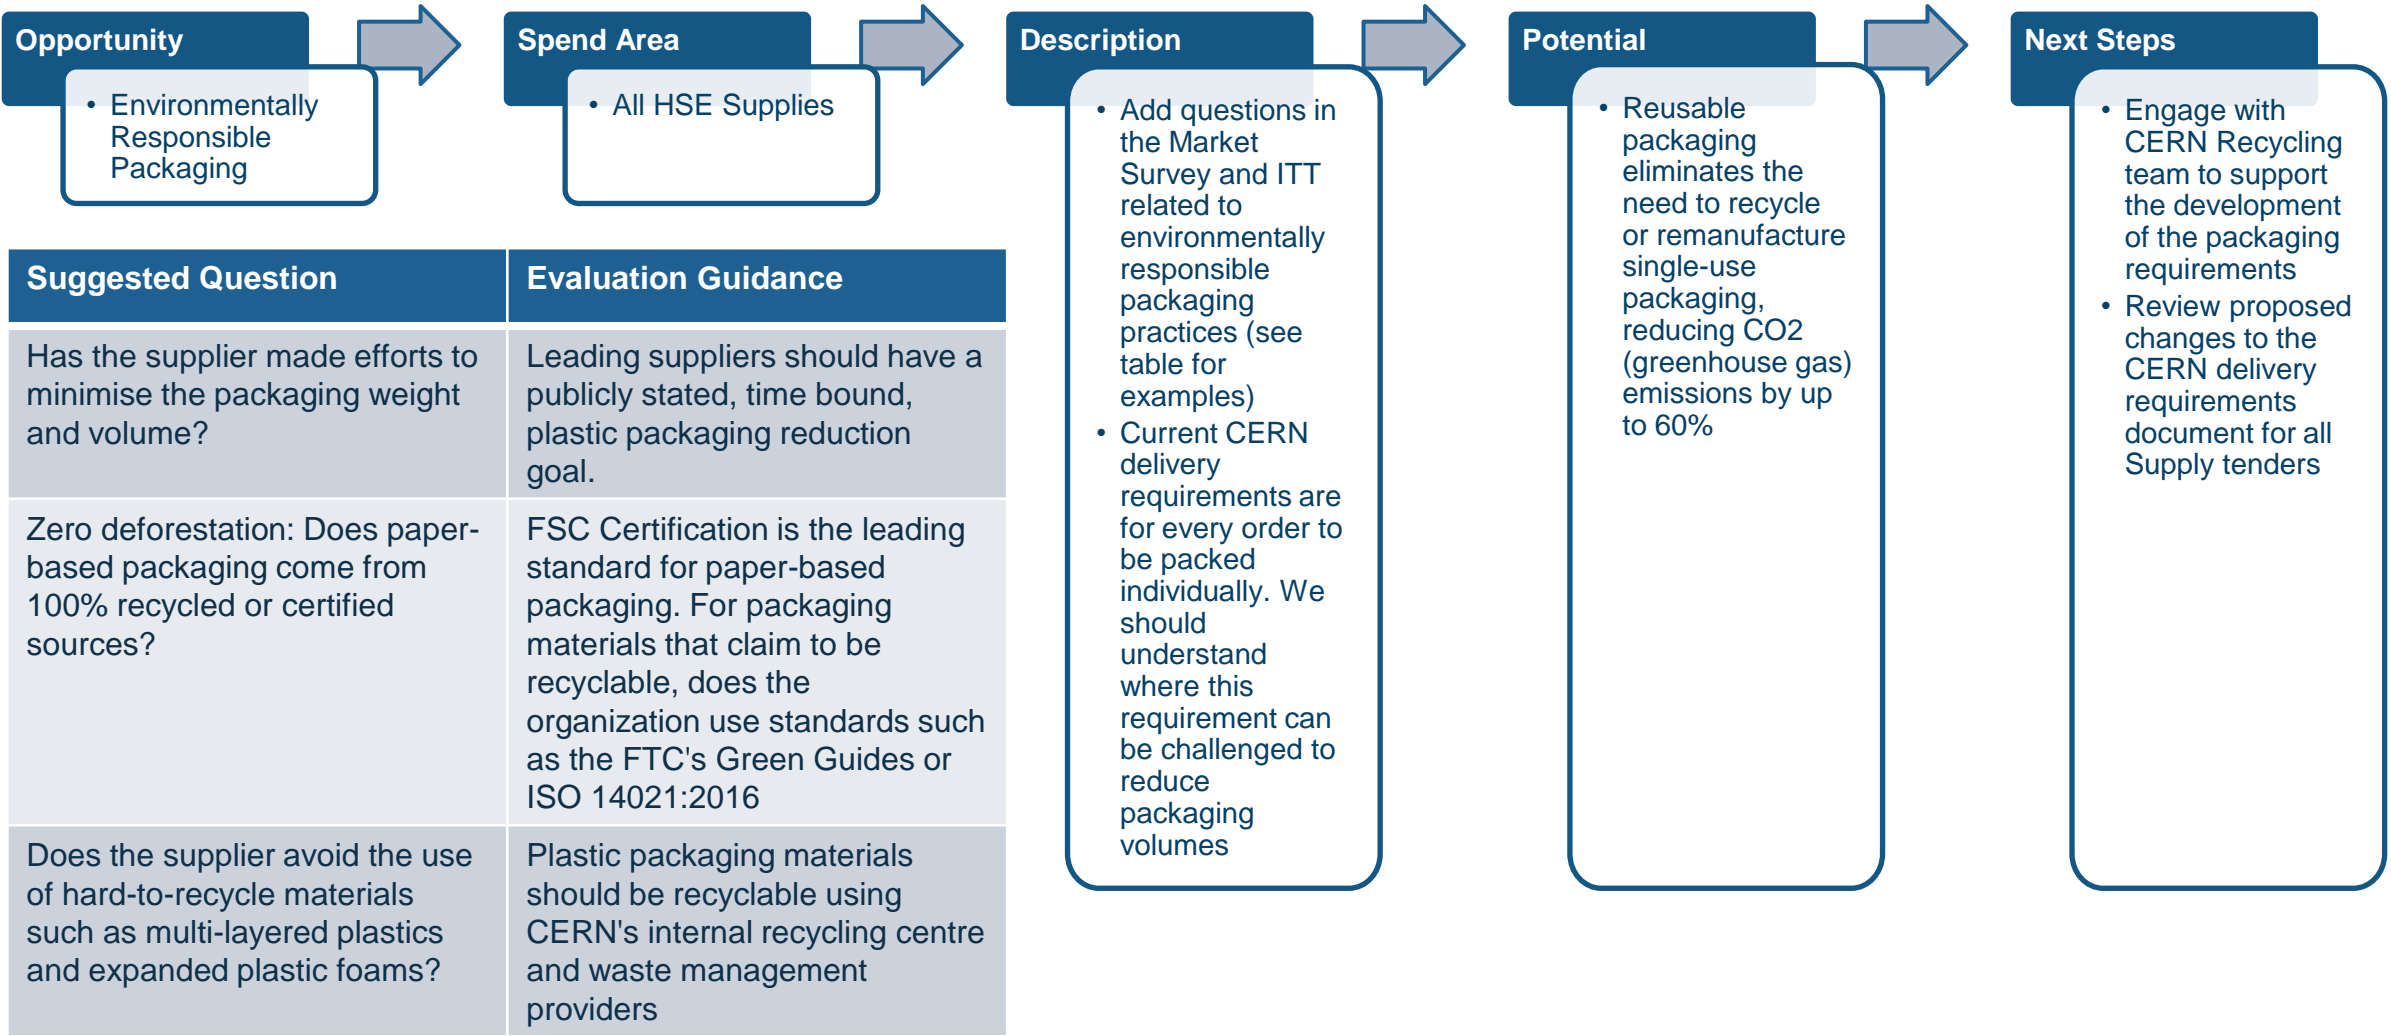 Opportunity
• Environmentally
Responsible
Packaging
Spend Area
• All HSE Supplies
Description
• Add questions in
the Market
Survey and ITT
related to
environmentally
responsible
packaging
practices (see
table for
examples)
• Current CERN
delivery
requirements are
for every order to
be packed
individually. We
should
understand
where this
requirement can
be challenged to
reduce
packaging
volumes
Potential
• Reusable
packaging
eliminates the
need to recycle
or remanufacture
single-use
packaging,
reducing CO2
(greenhouse gas)
emissions by up
to 60%
Next Steps
• Engage with
CERN Recycling
team to support
the development
of the packaging
requirements
• Review proposed
changes to the
CERN delivery
requirements
document for all
Supply tenders
Suggested Question
Evaluation Guidance
Has the supplier made efforts to
minimise the packaging weight
and volume?
Leading suppliers should have a
publicly stated, time bound,
plastic packaging reduction
goal.
Zero deforestation: Does paper-
based packaging come from
100% recycled or certified
sources?
FSC Certification is the leading
standard for paper-based
packaging. For packaging
materials that claim to be
recyclable, does the
organization use standards such
as the FTC's Green Guides or
ISO 14021:2016
Does the supplier avoid the use
of hard-to-recycle materials
such as multi-layered plastics
and expanded plastic foams?
Plastic packaging materials
should be recyclable using
CERN's internal recycling centre
and waste management
providers